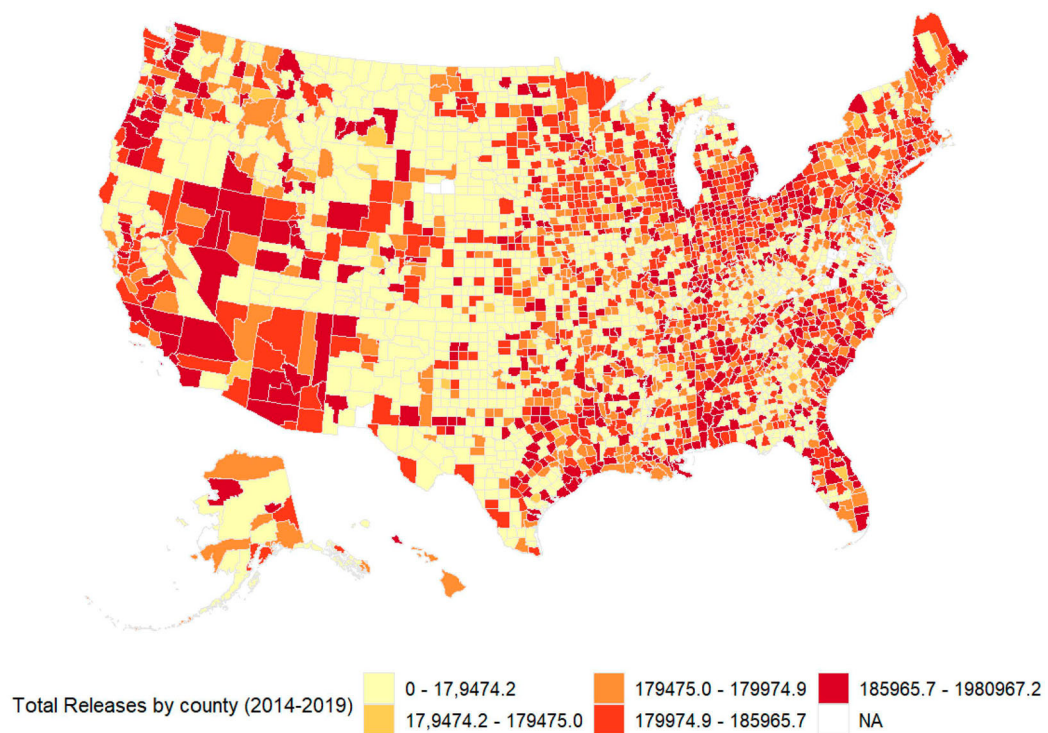 0 - 17,9474.2
179475.0 - 179974.9
185965.7 - 1980967.2
Total Releases by county (2014-2019)
17,9474.2 - 179475.0
179974.9 - 185965.7
NA